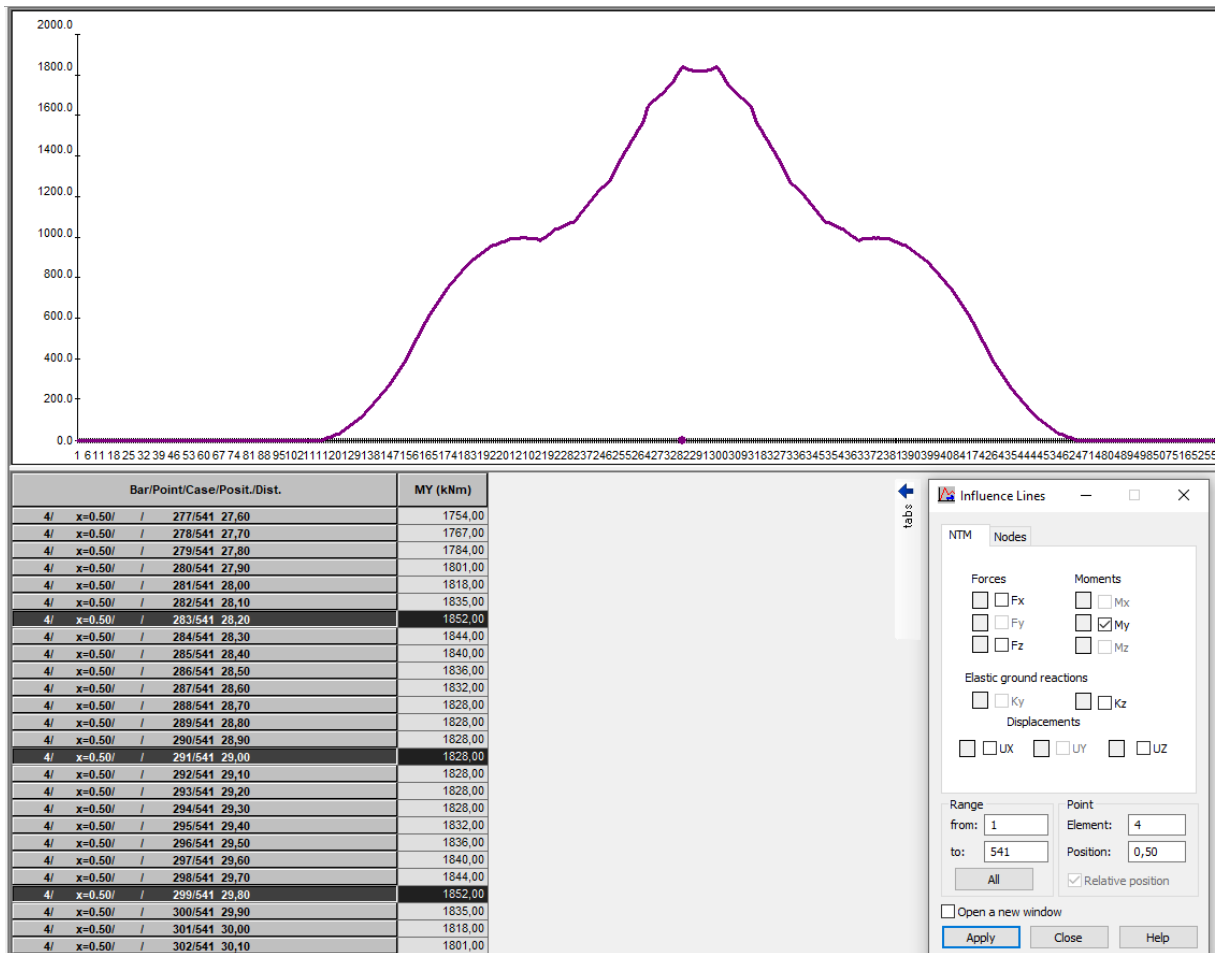 2000.0
1800.0
1600.0
1400.0
1200.0
1000.0
800.0
600.0
400.0
200.0
0.0
1 6 11 18 25 32 39 46 53 60 67 74 81 88
Bar/Point/Case/Posit./Dist. MY (kNm)
4/ x=0.50/ / 277/541 27,60 1754,00
4/ x=0.50/ / 278/541 27,70 1767,00
4/ x=0.50/ / 279/541 27,80 1784,00
4/ x=0.50/ / 280/541 27,90 1801,00
4/ x=0.50/ / 281/541 28,00 1818,00
4/ x=0.50/ / 282/541 28,10 1835,00
4/ x=0.50/ / 283/541 28,20 1852,00
4/ x=0.50/ / 284/541 28,30 1844,00
4/ x=0.50/ / 285/541 28,40 1840,00
4/ x=0.50/ / 286/541 28,50 1836,00
4/ x=0.50/ / 287/541 28,60 1832,00
4/ x=0.50/ / 288/541 28,70 1828,00
4/ x=0.50/ / 289/541 28,80 1828,00
4/ x=0.50/ / 290/541 28,90 1828,00
4/ x=0.50/ / 291/541 29,00 1828,00
4/ x=0.50/ / 292/541 29,10 1828,00
4/ x=0.50/ / 293/541 29,20 1828,00
4/ x=0.50/ / 294/541 29,30 1828,00
4/ x=0.50/ / 295/541 29,40 1832,00
4/ x=0.50/ / 296/541 29,50 1836,00
4/ x=0.50/ / 297/541 29,60 1840,00
4/ x=0.50/ / 298/541 29,70 1844,00
4/ x=0.50/ / 299/541 29,80 1852,00
4/ x=0.50/ / 300/541 29,90 1835,00
4/ x=0.50/ / 301/541 30,00 1818,00
4/ x=0.50/ / 302/541 30,10 1801,00
tabs
Influence Lines
NTM Nodes
Forces Moments
Fx Mx
Fy My
Fz Mz
Elastic ground reactions
Ky Kz
Displacements
UX UY UZ
Range Point
from: 1 Element: 4
to: 541 Position: 0,50
All Relative position
Open a new window
Apply Close Help